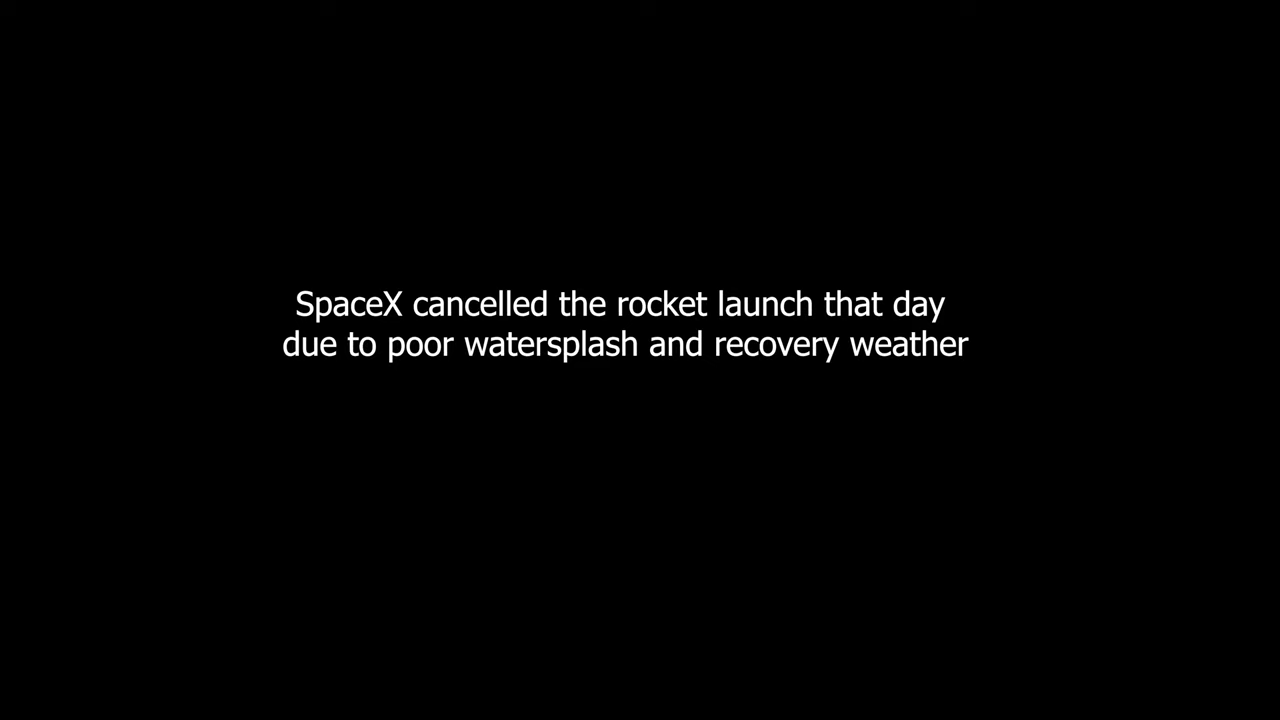 SpaceX cancelled the rocket launch that day
due to poor watersplash and recovery weather